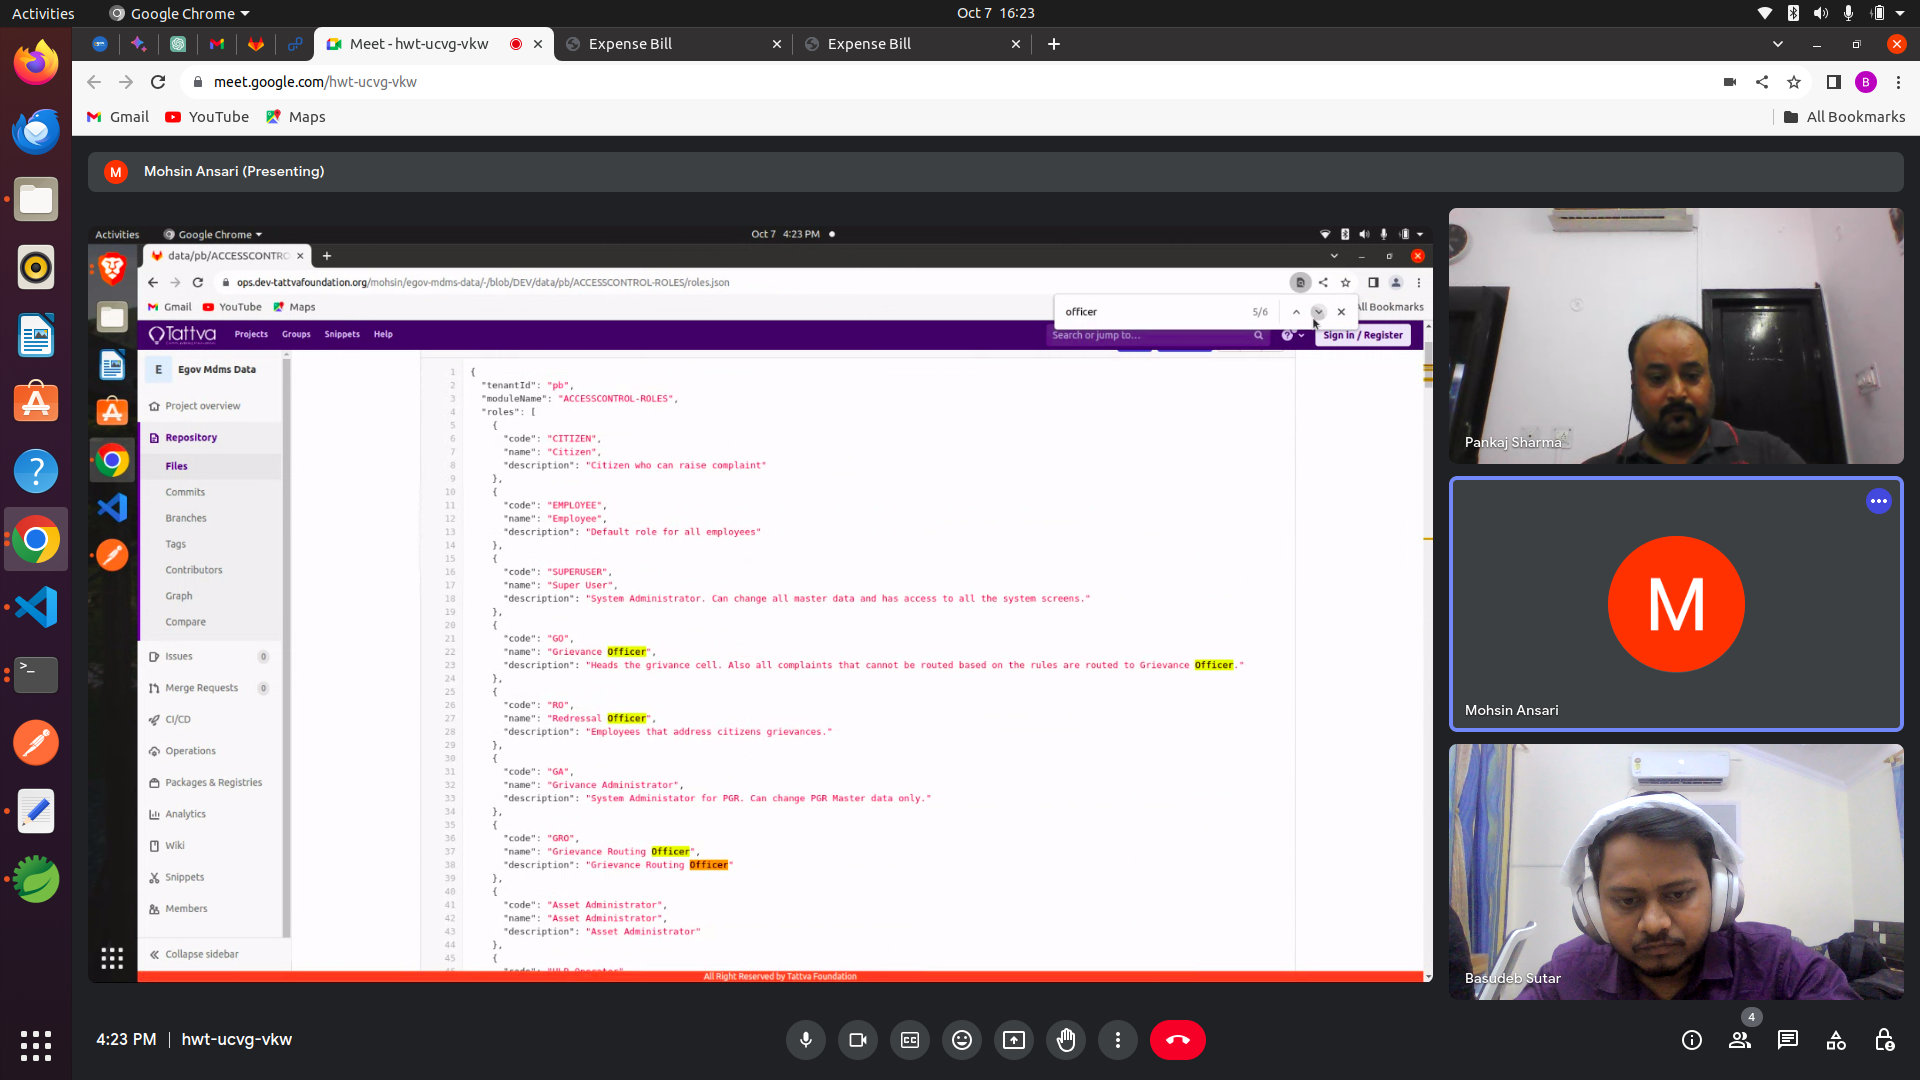 Activities
Google Chrome
Oct 7 16:23
Meet - hwt-ucvg-vkw
Expense Bill
Expense Bill
meet.google.com/hwt-ucvg-vkw
B
Gmail
YouTube
Maps
All Bookmarks
M
Mohsin Ansari (Presenting)
Activities
Google Chrome
Oct 7 4:23 PM
data/pb/ACCESSCONTRO
ops.dev-tattvafoundation.org/mohsin/egov-mdms-data/-/blob/DEV/data/pb/ACCESSCONTROL-ROLES/roles.json
Gmail
YouTube
Maps
All Bookmarks
officer
5/6
Tattva
Projects
Groups
Snippets
Help
Search or jump to...
Sign in / Register
E
Egov Mdms Data
Project overview
Repository
Files
Commits
Branches
Tags
Contributors
Graph
Compare
Issues
0
Merge Requests
0
CI/CD
Operations
Packages & Registries
Analytics
Wiki
Snippets
Members
Collapse sidebar
1 {
2 "tenantId": "pb",
3 "moduleName": "ACCESSCONTROL-ROLES",
4 "roles": [
5 {
6 "code": "CITIZEN",
7 "name": "Citizen",
8 "description": "Citizen who can raise complaint"
9 },
10 {
11 "code": "EMPLOYEE",
12 "name": "Employee",
13 "description": "Default role for all employees"
14 },
15 {
16 "code": "SUPERUSER",
17 "name": "Super User",
18 "description": "System Administrator. Can change all master data and has access to all the system screens."
19 },
20 {
21 "code": "GO",
22 "name": "Grievance Officer",
23 "description": "Heads the grivance cell. Also all complaints that cannot be routed based on the rules are routed to Grievance Officer."
24 },
25 {
26 "code": "RO",
27 "name": "Redressal Officer",
28 "description": "Employees that address citizens grievances."
29 },
30 {
31 "code": "GA",
32 "name": "Grivance Administrator",
33 "description": "System Administator for PGR. Can change PGR Master data only."
34 },
35 {
36 "code": "GRO",
37 "name": "Grievance Routing Officer",
38 "description": "Grievance Routing Officer"
39 },
40 {
41 "code": "Asset Administrator",
42 "name": "Asset Administrator",
43 "description": "Asset Administrator"
44 },
45 {
All Right Reserved by Tattva Foundation
Pankaj Sharma
M
Mohsin Ansari
Basudeb Sutar
4:23 PM | hwt-ucvg-vkw
CC
4